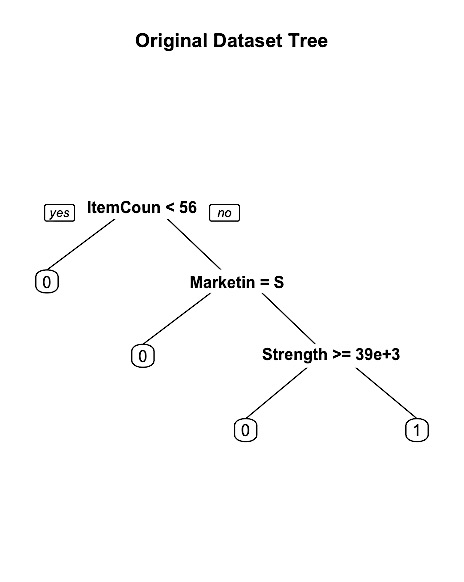 Original Dataset Tree
yes ItemCoun < 56 no
0 Marketin = S
0 Strength >= 39e+3
0 1